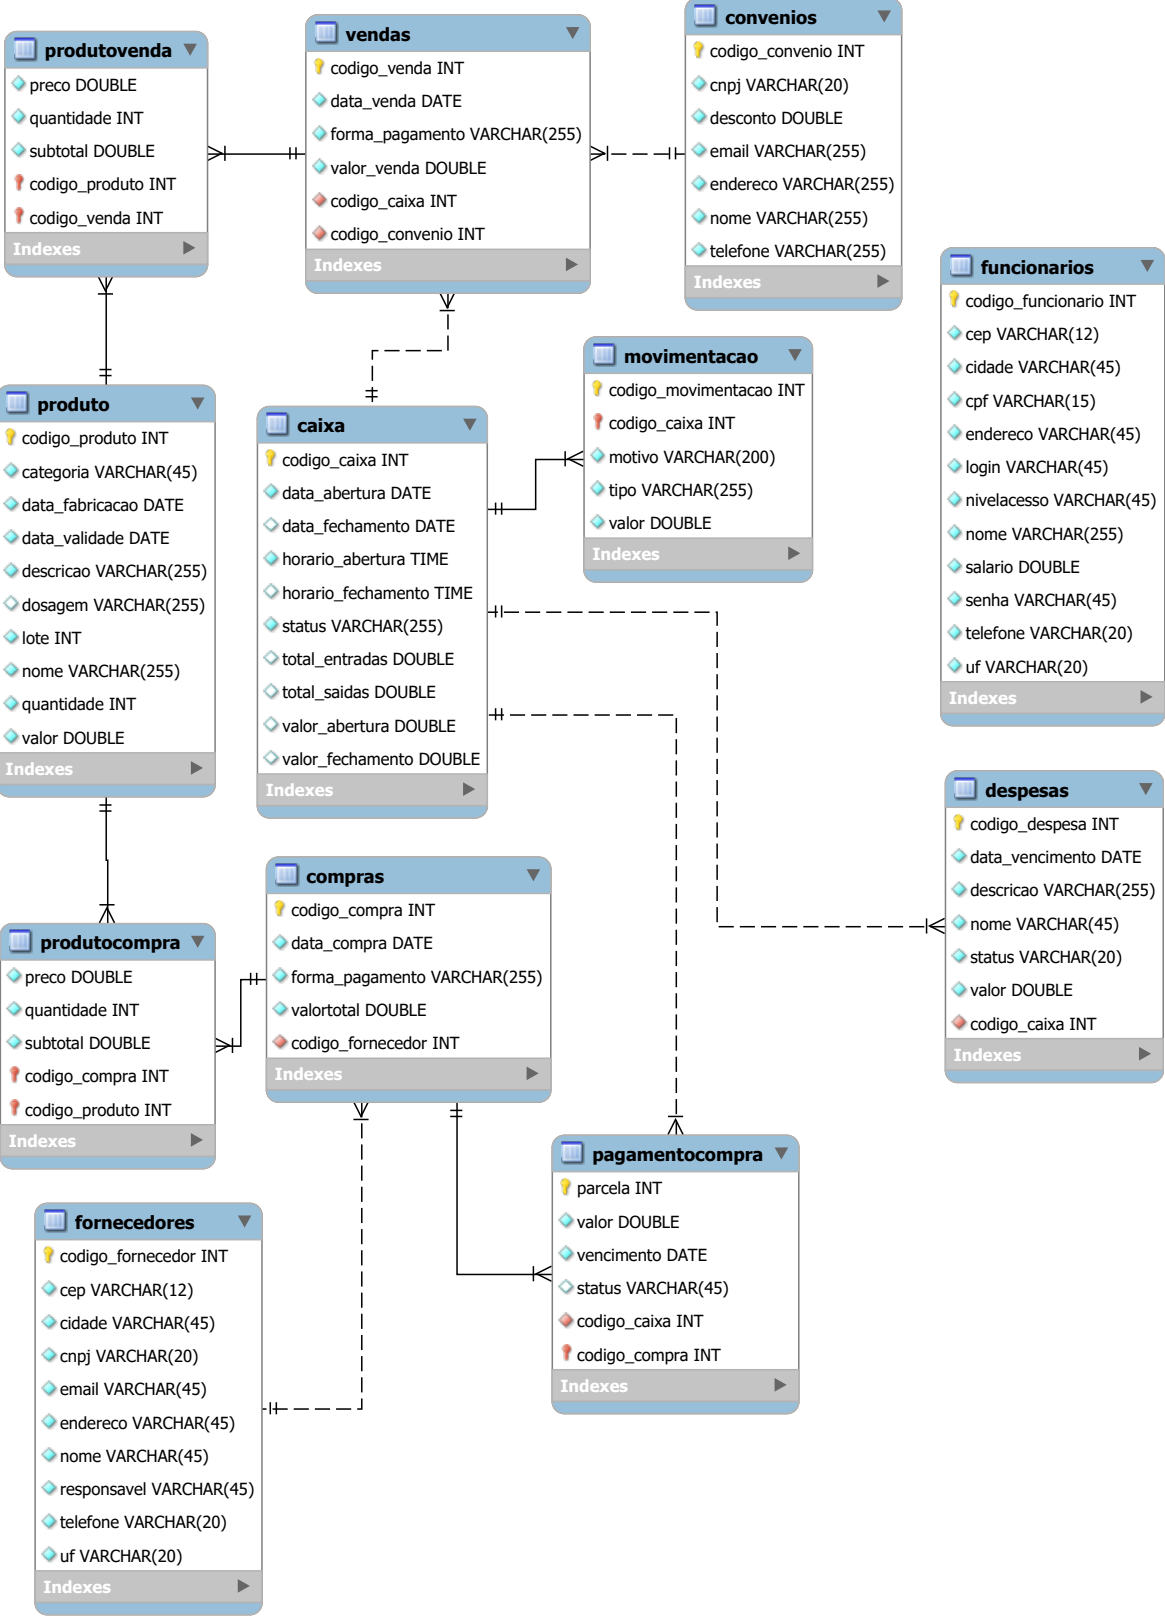 produtovenda
preco DOUBLE
quantidade INT
subtotal DOUBLE
codigo_produto INT
codigo_venda INT
Indexes
vendas
codigo_venda INT
data_venda DATE
forma_pagamento VARCHAR(255)
valor_venda DOUBLE
codigo_caixa INT
codigo_convenio INT
Indexes
convenios
codigo_convenio INT
cnpj VARCHAR(20)
desconto DOUBLE
email VARCHAR(255)
endereco VARCHAR(255)
nome VARCHAR(255)
telefone VARCHAR(255)
Indexes
funcionarios
codigo_funcionario INT
cep VARCHAR(12)
cidade VARCHAR(45)
cpf VARCHAR(15)
endereco VARCHAR(45)
login VARCHAR(45)
nivelacesso VARCHAR(45)
nome VARCHAR(255)
salario DOUBLE
senha VARCHAR(45)
telefone VARCHAR(20)
uf VARCHAR(20)
Indexes
movimentacao
codigo_movimentacao INT
codigo_caixa INT
motivo VARCHAR(200)
tipo VARCHAR(255)
valor DOUBLE
Indexes
produto
codigo_produto INT
categoria VARCHAR(45)
data_fabricacao DATE
data_validade DATE
descricao VARCHAR(255)
dosagem VARCHAR(255)
lote INT
nome VARCHAR(255)
quantidade INT
valor DOUBLE
Indexes
caixa
codigo_caixa INT
data_abertura DATE
data_fechamento DATE
horario_abertura TIME
horario_fechamento TIME
status VARCHAR(255)
total_entradas DOUBLE
total_saidas DOUBLE
valor_abertura DOUBLE
valor_fechamento DOUBLE
Indexes
despesas
codigo_despesa INT
data_vencimento DATE
descricao VARCHAR(255)
nome VARCHAR(45)
status VARCHAR(20)
valor DOUBLE
codigo_caixa INT
Indexes
compras
codigo_compra INT
data_compra DATE
forma_pagamento VARCHAR(255)
valortotal DOUBLE
codigo_fornecedor INT
Indexes
produtocompra
preco DOUBLE
quantidade INT
subtotal DOUBLE
codigo_compra INT
codigo_produto INT
Indexes
pagamentocompra
parcela INT
valor DOUBLE
vencimento DATE
status VARCHAR(45)
codigo_caixa INT
codigo_compra INT
Indexes
fornecedores
codigo_fornecedor INT
cep VARCHAR(12)
cidade VARCHAR(45)
cnpj VARCHAR(20)
email VARCHAR(45)
endereco VARCHAR(45)
nome VARCHAR(45)
responsavel VARCHAR(45)
telefone VARCHAR(20)
uf VARCHAR(20)
Indexes